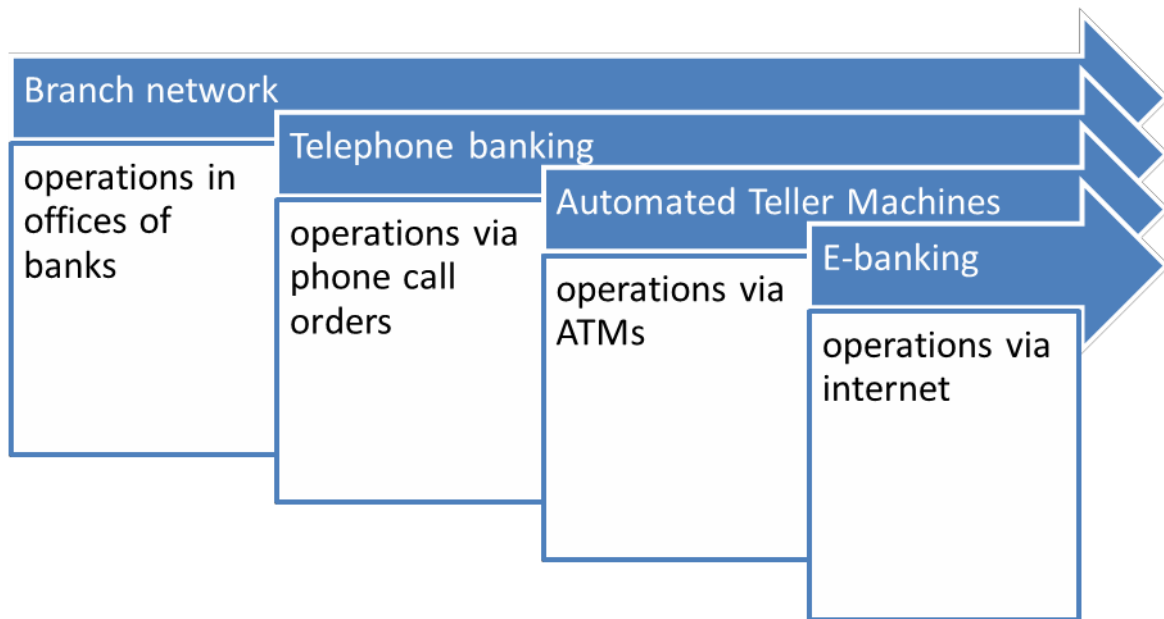 Branch network
operations in
offices of
banks
Telephone banking
operations via
phone call
orders
Automated Teller Machines
operations via
ATMs
E-banking
operations via
internet